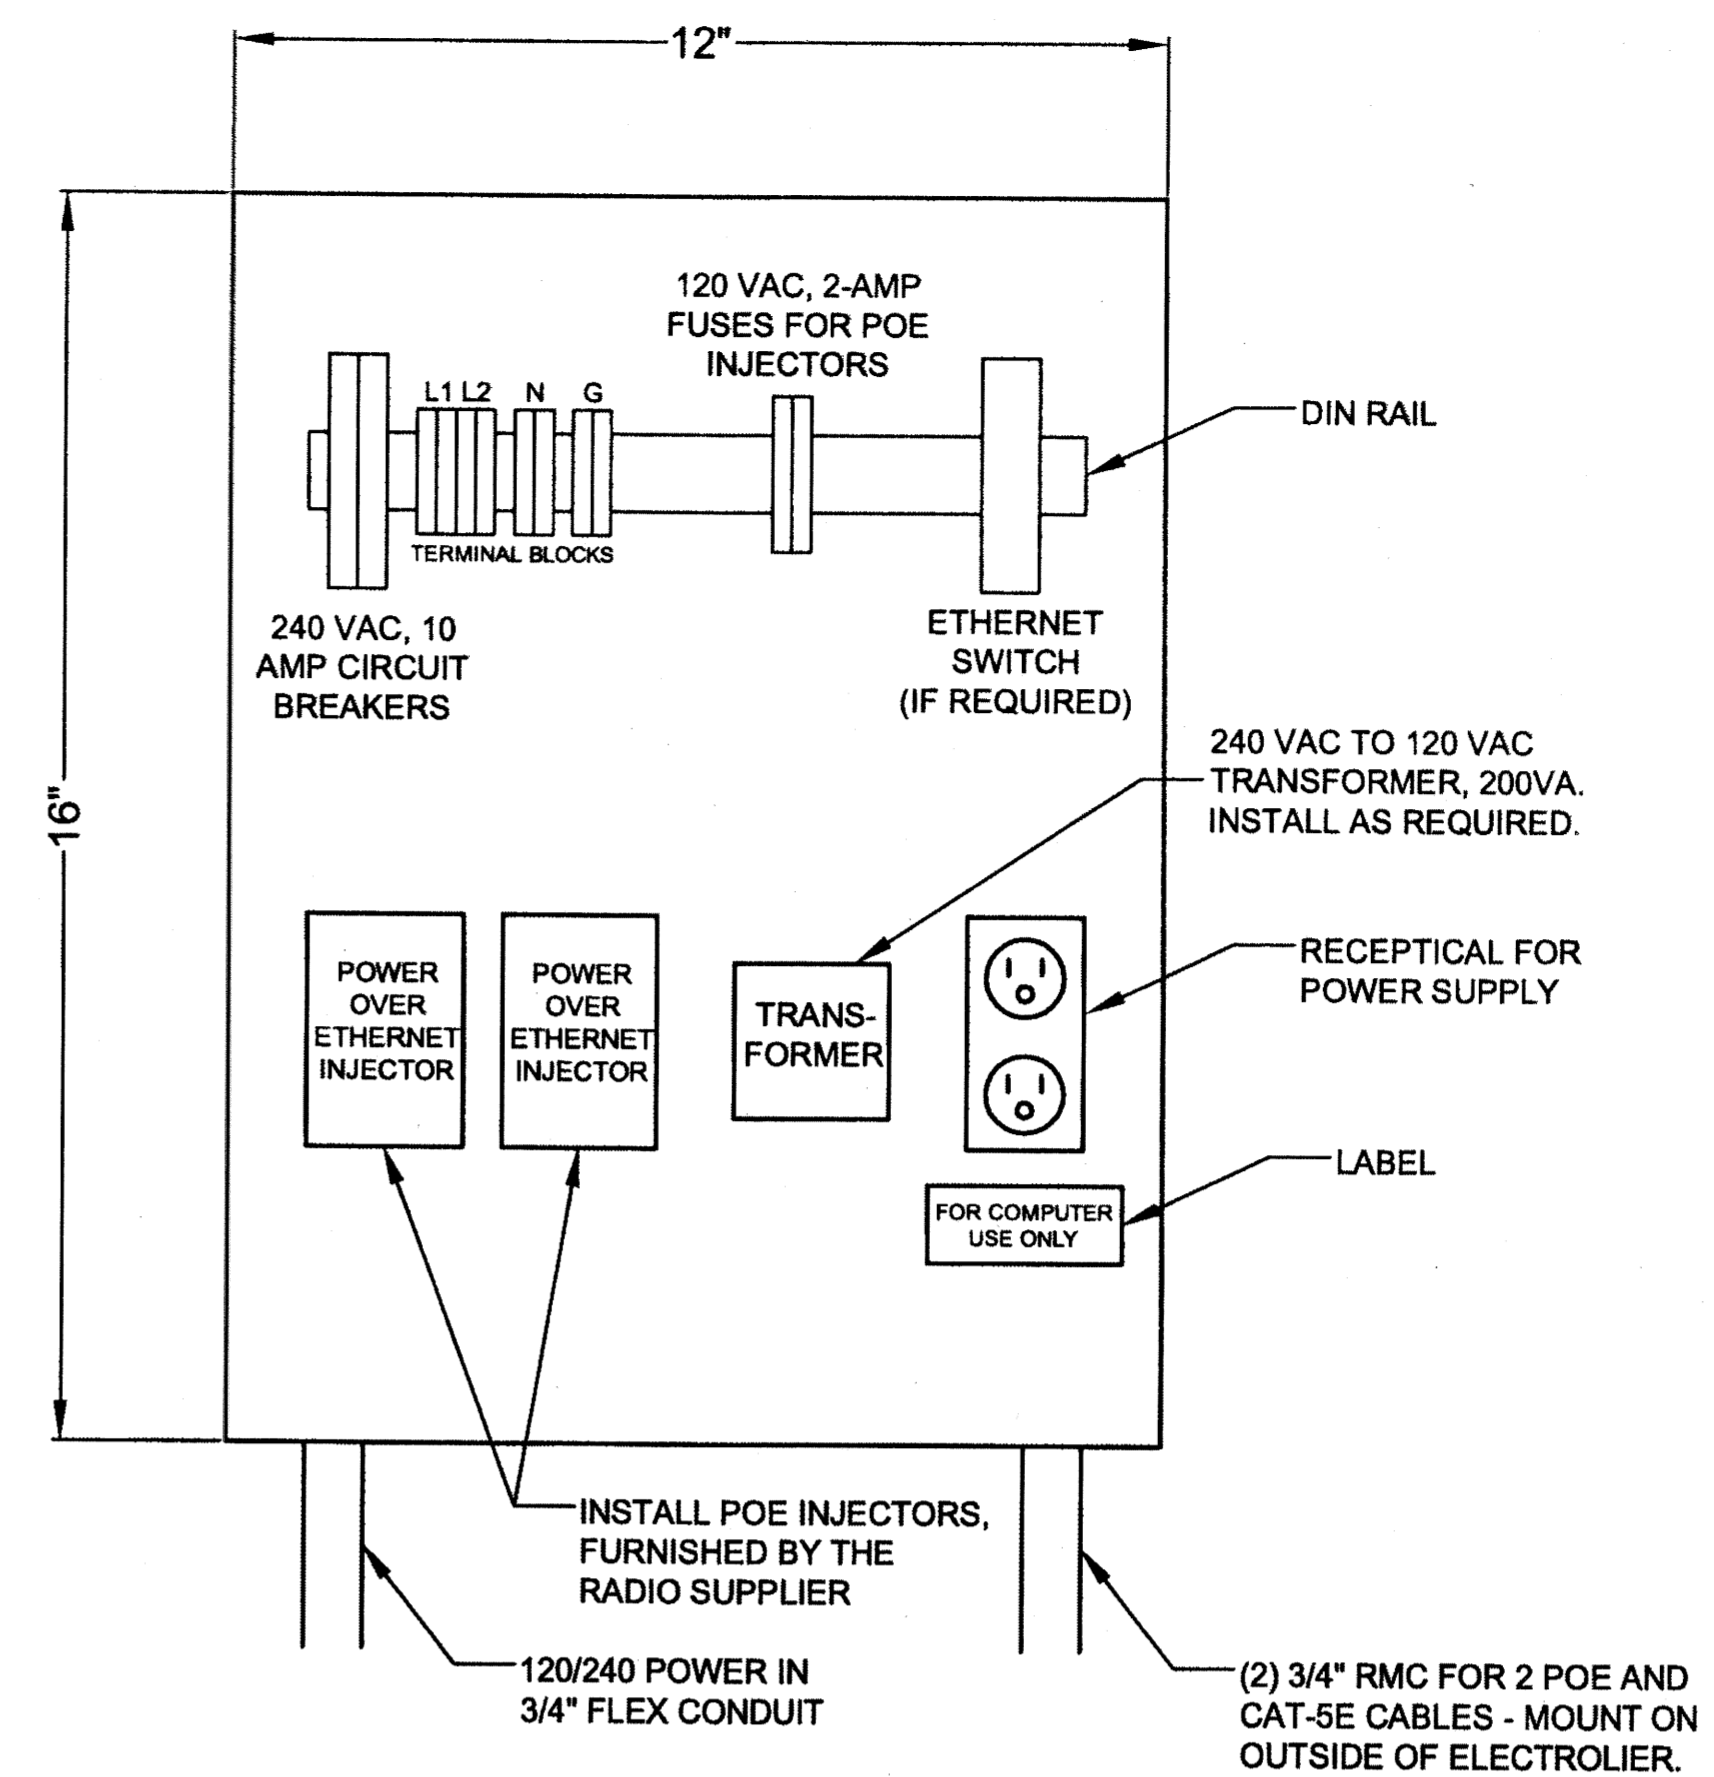 12"
120 VAC, 2-AMP
FUSES FOR POE
INJECTORS
L1 L2 N G
DIN RAIL
TERMINAL BLOCKS
240 VAC, 10
AMP CIRCUIT
BREAKERS
ETHERNET
SWITCH
(IF REQUIRED)
16"
240 VAC TO 120 VAC
TRANSFORMER, 200VA.
INSTALL AS REQUIRED.
POWER
OVER
ETHERNET
INJECTOR
POWER
OVER
ETHERNET
INJECTOR
TRANS-
FORMER
RECEPTICAL FOR
POWER SUPPLY
LABEL
FOR COMPUTER
USE ONLY
INSTALL POE INJECTORS,
FURNISHED BY THE
RADIO SUPPLIER
120/240 POWER IN
3/4" FLEX CONDUIT
(2) 3/4" RMC FOR 2 POE AND
CAT-5E CABLES - MOUNT ON
OUTSIDE OF ELECTROLIER.